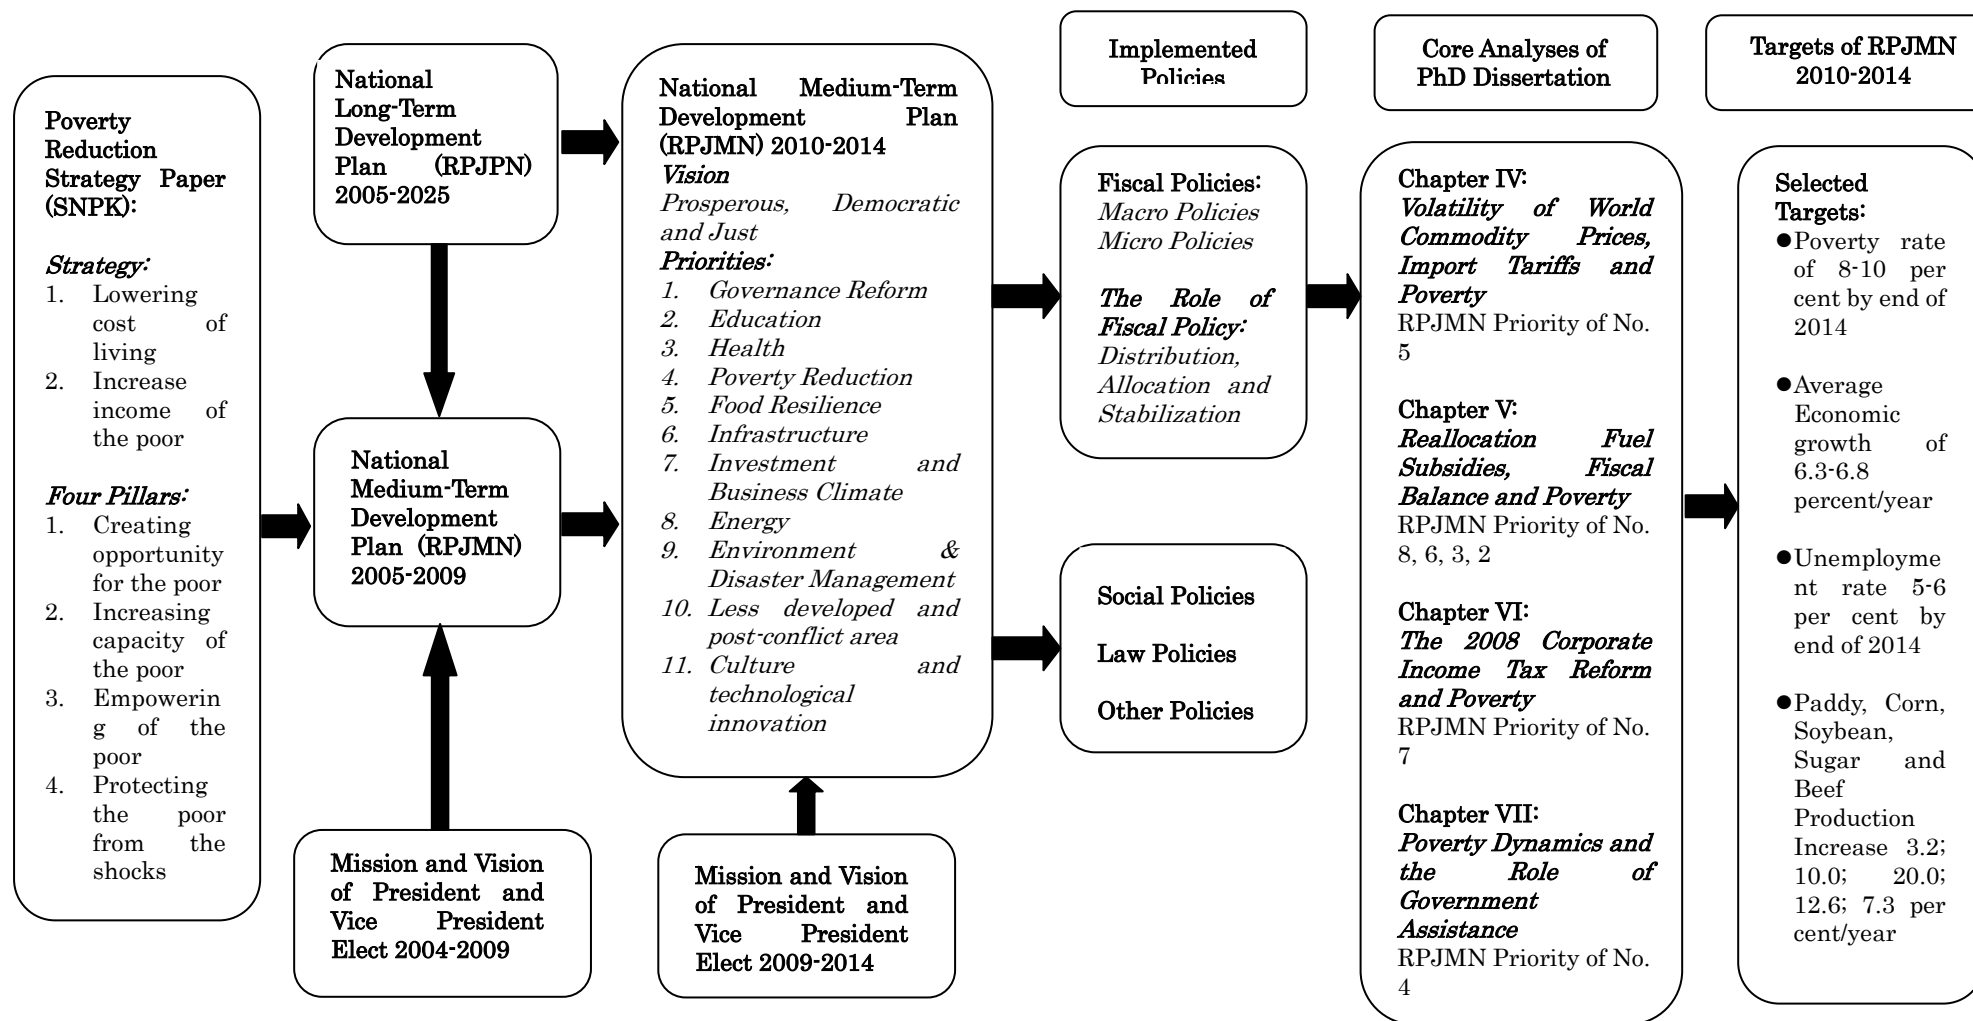 Poverty
Reduction
Strategy Paper
(SNPK):
Strategy:
1. Lowering
cost of
living
2. Increase
income of
the poor
Four Pillars:
1. Creating
opportunity
for the poor
2. Increasing
capacity of
the poor
3. Empowerin
g of the
poor
4. Protecting
the poor
from the
shocks
National
Long-Term
Development
Plan (RPJPN)
2005-2025
National
Medium-Term
Development
Plan (RPJMN)
2005-2009
Mission and Vision
of President and
Vice President
Elect 2004-2009
National Medium-Term
Development Plan
(RPJMN) 2010-2014
Vision
Prosperous, Democratic
and Just
Priorities:
1. Governance Reform
2. Education
3. Health
4. Poverty Reduction
5. Food Resilience
6. Infrastructure
7. Investment and
Business Climate
8. Energy
9. Environment &
Disaster Management
10. Less developed and
post-conflict area
11. Culture and
technological
innovation
Mission and Vision
of President and
Vice President
Elect 2009-2014
Implemented
Policies
Fiscal Policies:
Macro Policies
Micro Policies
The Role of
Fiscal Policy:
Distribution,
Allocation and
Stabilization
Social Policies
Law Policies
Other Policies
Core Analyses of
PhD Dissertation
Chapter IV:
Volatility of World
Commodity Prices,
Import Tariffs and
Poverty
RPJMN Priority of No.
5
Chapter V:
Reallocation Fuel
Subsidies, Fiscal
Balance and Poverty
RPJMN Priority of No.
8, 6, 3, 2
Chapter VI:
The 2008 Corporate
Income Tax Reform
and Poverty
RPJMN Priority of No.
7
Chapter VII:
Poverty Dynamics and
the Role of
Government
Assistance
RPJMN Priority of No.
4
Targets of RPJMN
2010-2014
Selected
Targets:
●Poverty rate
of 8-10 per
cent by end of
2014
●Average
Economic
growth of
6.3-6.8
percent/year
●Unemployme
nt rate 5-6
per cent by
end of 2014
●Paddy, Corn,
Soybean,
Sugar and
Beef
Production
Increase 3.2;
10.0; 20.0;
12.6; 7.3 per
cent/year